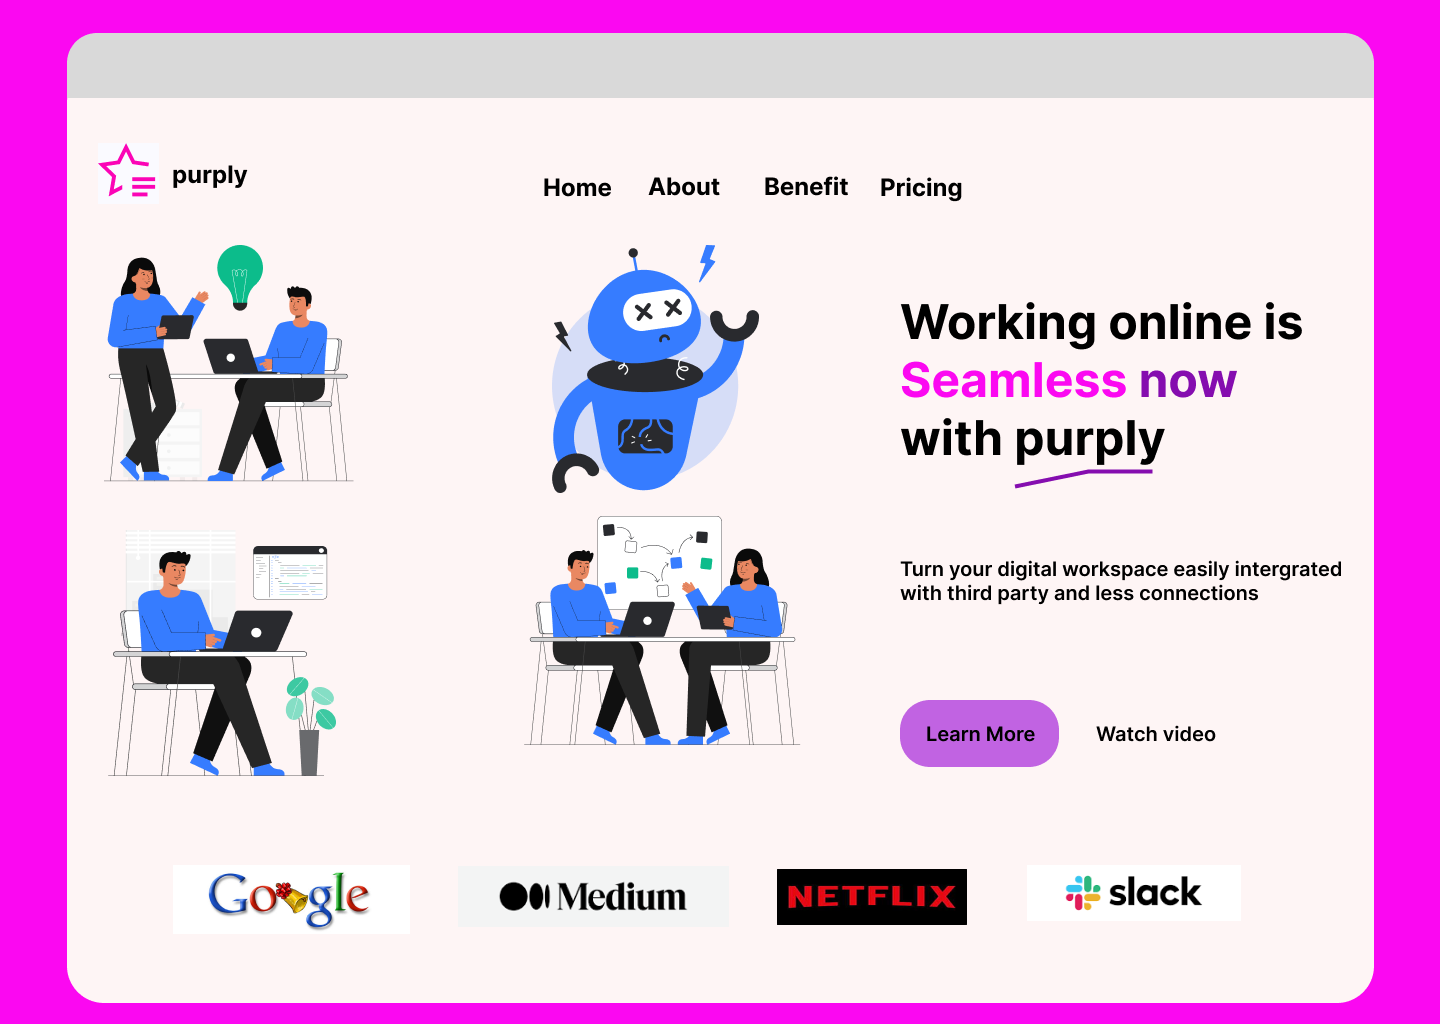 purply
Home About Benefit Pricing
Working online is
Seamless now
with purply
Turn your digital workspace easily intergrated
with third party and less connections
Learn More Watch video
Google Medium NETFLIX slack